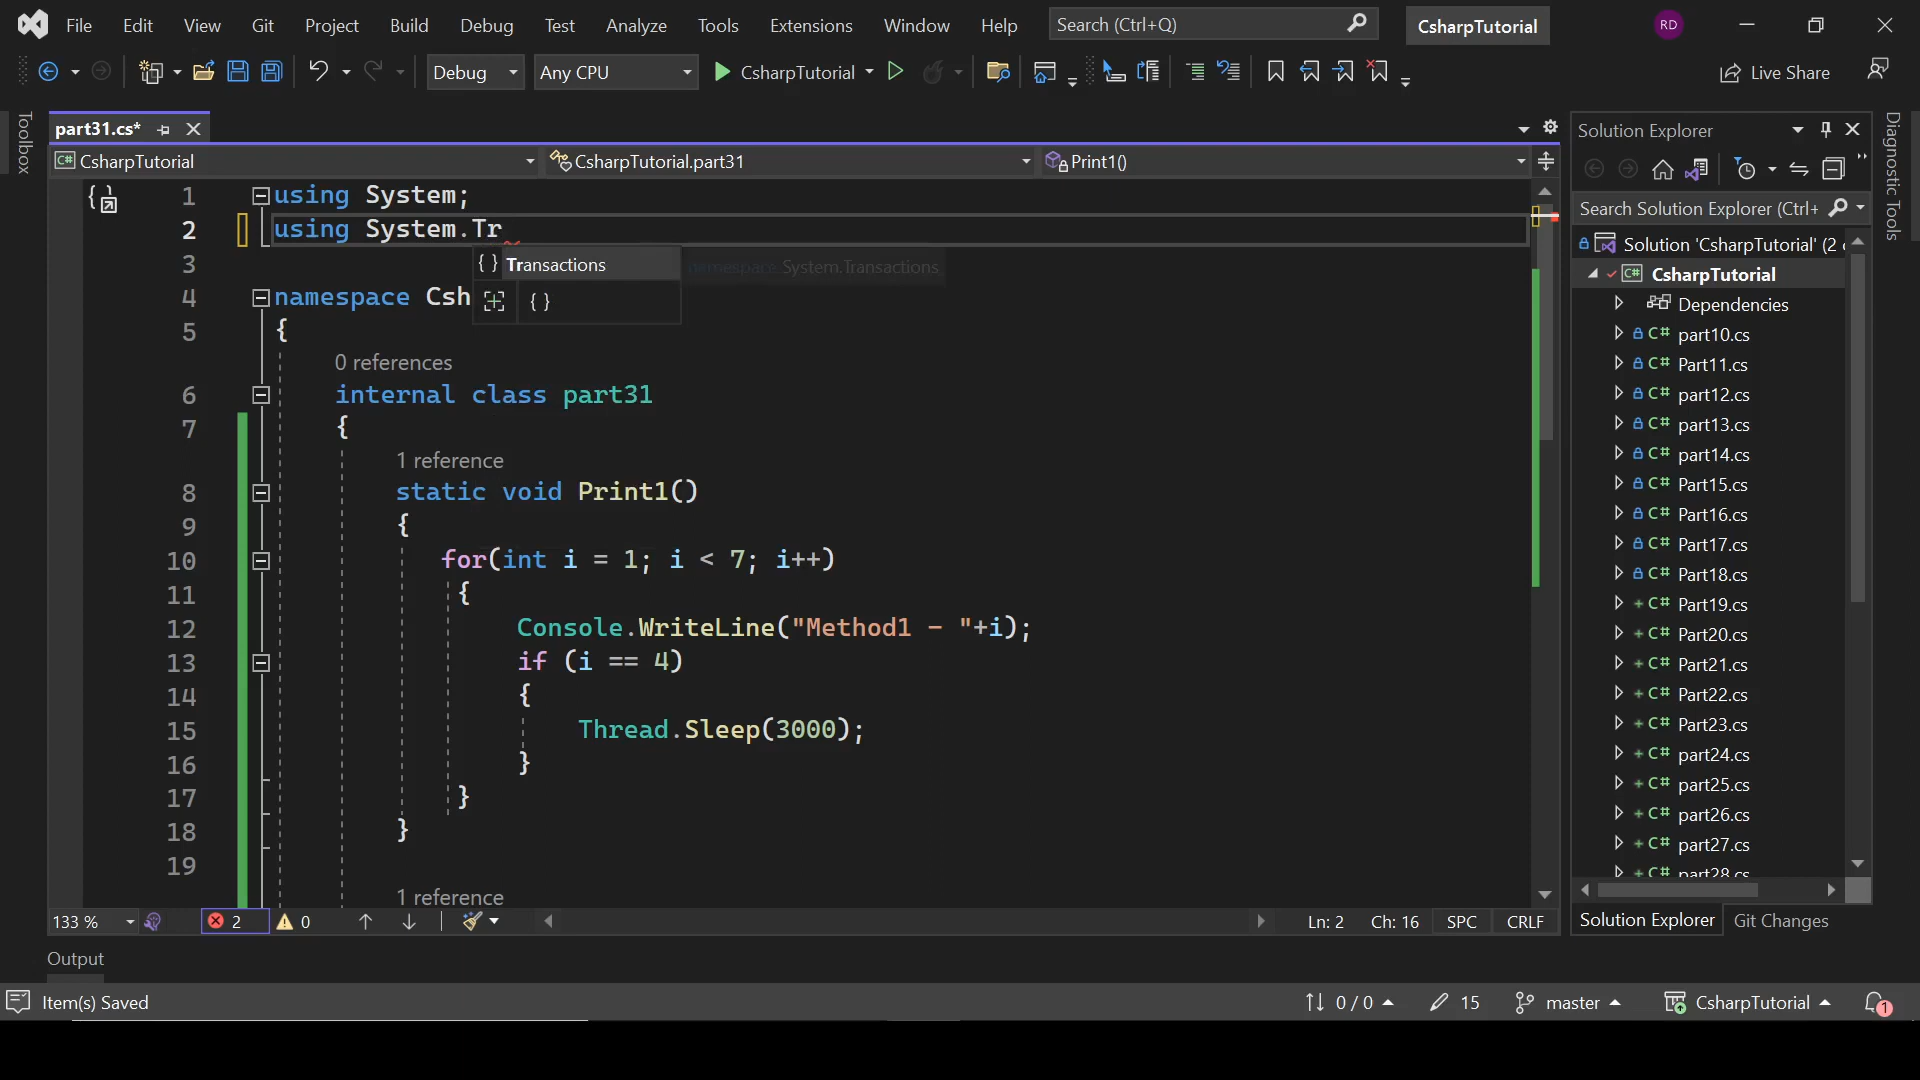 File Edit View Git Project Build Debug Test Analyze Tools Extensions Window Help Search (Ctrl+Q) CsharpTutorial RD
Debug Any CPU CsharpTutorial Live Share
Toolbox
part31.cs*
CsharpTutorial CsharpTutorial.part31 Print1()
1 using System;
2 using System.Tr
Transactions namespace System.Transactions
3
{ }
4 namespace Csh
5 {
0 references
6 internal class part31
7 {
1 reference
8 static void Print1()
9 {
10 for(int i = 1; i < 7; i++)
11 {
12 Console.WriteLine("Method1 - "+i);
13 if (i == 4)
14 {
15 Thread.Sleep(3000);
16 }
17 }
18 }
19
1 reference
133 % 2 0 Ln: 2 Ch: 16 SPC CRLF
Solution Explorer
Search Solution Explorer (Ctrl+
Solution 'CsharpTutorial' (2
C# CsharpTutorial
Dependencies
C# part10.cs
C# Part11.cs
C# part12.cs
C# part13.cs
C# part14.cs
C# Part15.cs
C# Part16.cs
C# Part17.cs
C# Part18.cs
C# Part19.cs
C# Part20.cs
C# Part21.cs
C# Part22.cs
C# Part23.cs
C# part24.cs
C# part25.cs
C# part26.cs
C# part27.cs
C# part28.cs
Solution Explorer Git Changes
Diagnostic Tools
Output
Item(s) Saved 0 / 0 15 master CsharpTutorial 1